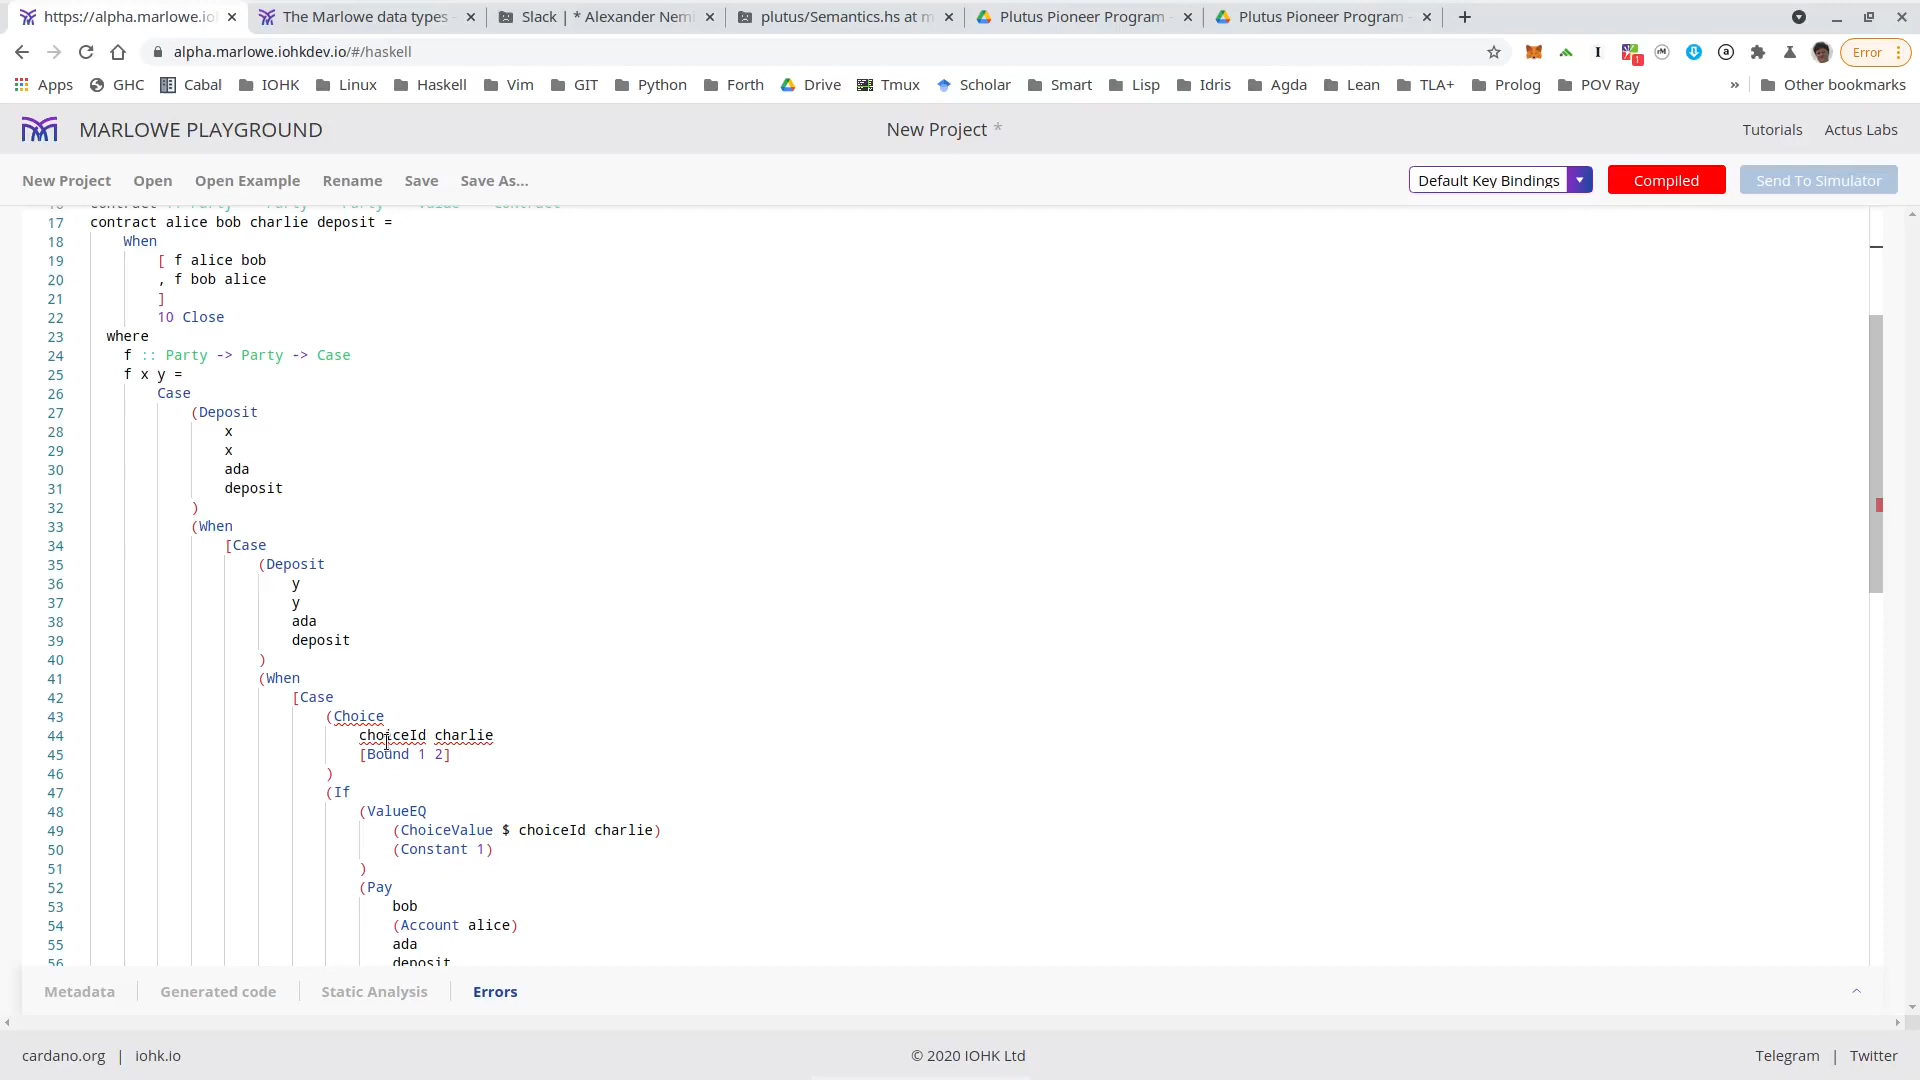 https://alpha.marlowe.io
The Marlowe data types
Slack | * Alexander Nemi
plutus/Semantics.hs at m
Plutus Pioneer Program
Plutus Pioneer Program
alpha.marlowe.iohkdev.io/#/haskell
Error
Apps GHC Cabal IOHK Linux Haskell Vim GIT Python Forth Drive Tmux Scholar Smart Lisp Idris Agda Lean TLA+ Prolog POV Ray » Other bookmarks
MARLOWE PLAYGROUND
New Project *
Tutorials Actus Labs
New Project Open Open Example Rename Save Save As...
Default Key Bindings
Compiled
Send To Simulator
17 contract alice bob charlie deposit =
18 When
19 [ f alice bob
20 , f bob alice
21 ]
22 10 Close
23 where
24 f :: Party -> Party -> Case
25 f x y =
26 Case
27 (Deposit
28 x
29 x
30 ada
31 deposit
32 )
33 (When
34 [Case
35 (Deposit
36 y
37 y
38 ada
39 deposit
40 )
41 (When
42 [Case
43 (Choice
44 choiceId charlie
45 [Bound 1 2]
46 )
47 (If
48 (ValueEQ
49 (ChoiceValue $ choiceId charlie)
50 (Constant 1)
51 )
52 (Pay
53 bob
54 (Account alice)
55 ada
56 deposit
Metadata Generated code Static Analysis Errors
cardano.org | iohk.io
© 2020 IOHK Ltd
Telegram | Twitter